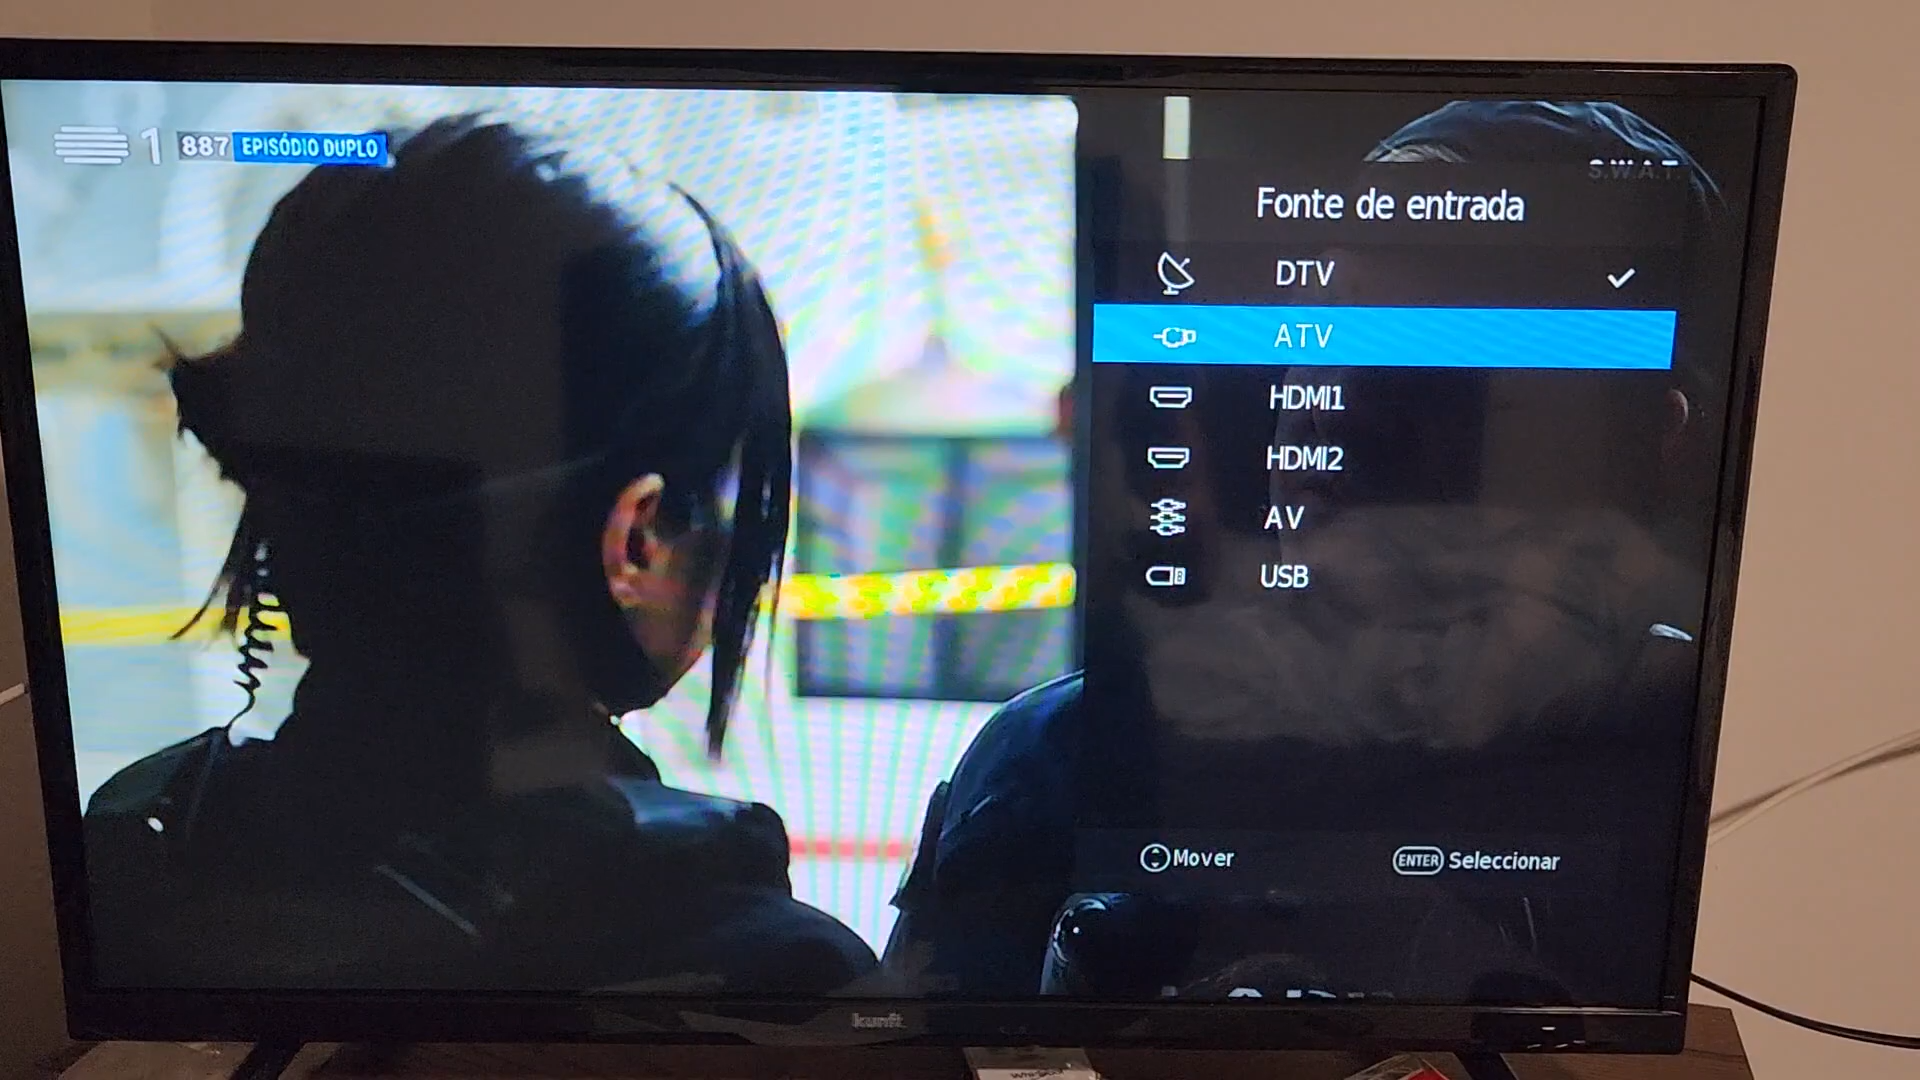 1 887 EPISÓDIO DUPLO
S.W.A.T.
Fonte de entrada
DTV
ATV
HDMI1
HDMI2
AV
USB
Mover
ENTER Seleccionar
kunft